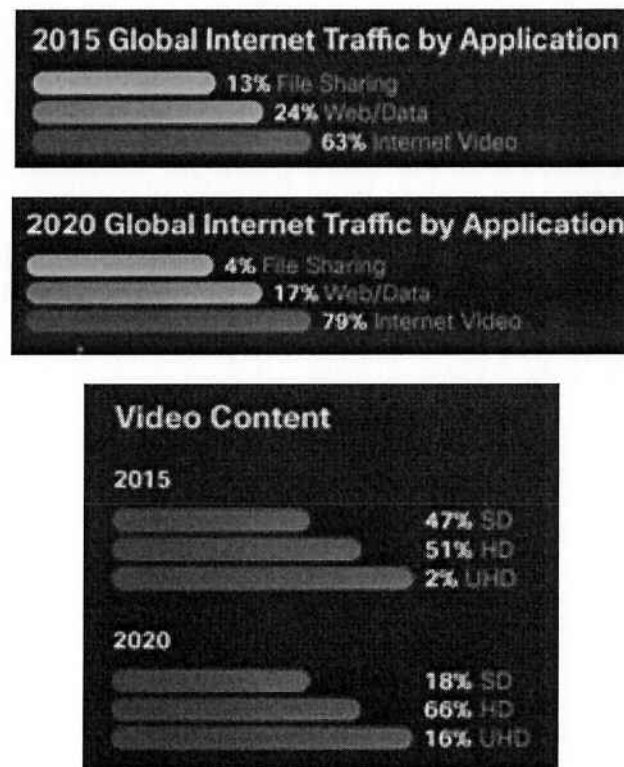 2015 Global Internet Traffic by Application
13% File Sharing
24% Web/Data
63% Internet Video
2020 Global Internet Traffic by Application
4% File Sharing
17% Web/Data
79% Internet Video
Video Content
2015
47% SD
51% HD
2% UHD
2020
18% SD
66% HD
16% UHD